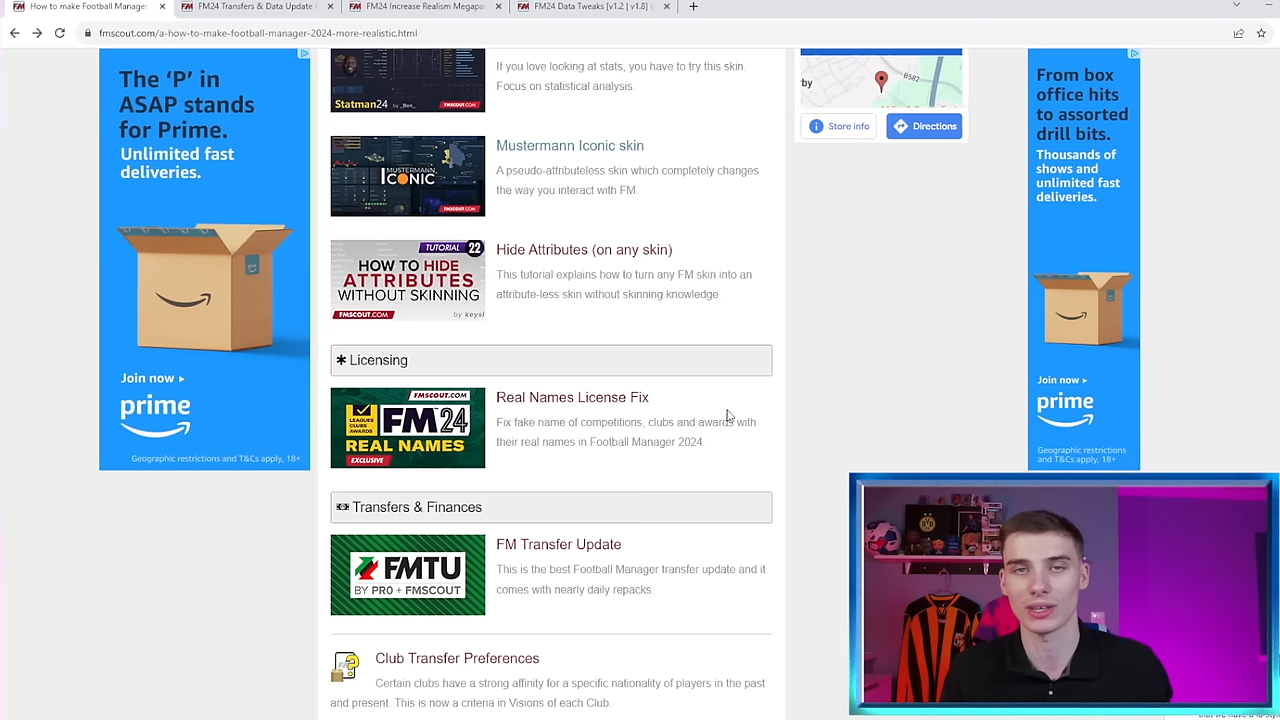 How to make Football Manager
FM24 Transfers & Data Update
FM24 Increase Realism Megapa
FM24 Data Tweaks [v1.2 | v1.8] |
fmscout.com/a-how-to-make-football-manager-2024-more-realistic.html
The 'P' in
ASAP stands
for Prime.
Unlimited fast
deliveries.
Join now ▸
prime
Geographic restrictions and T&Cs apply, 18+
Statman24 by _Ben_
FMSCOUT.COM
If you love looking at stats, you have to try this skin.
Focus on statistical analysis.
MUSTERMANN
ICONIC
FMSCOUT.COM
Mustermann Iconic skin
A pseudo-attributeless skin which completely changes
the way you interact with FM.
TUTORIAL 22
HOW TO HIDE
ATTRIBUTES
WITHOUT SKINNING
FMSCOUT.COM by keysi
Hide Attributes (on any skin)
This tutorial explains how to turn any FM skin into an
attribute-less skin without skinning knowledge.
✱ Licensing
FMSCOUT.COM
LEAGUES
CLUBS
AWARDS
FM24
REAL NAMES
EXCLUSIVE
Real Names License Fix
Fix fake name of competitions, clubs and awards with
their real names in Football Manager 2024.
Transfers & Finances
FMTU
BY PR0 + FMSCOUT
FM Transfer Update
This is the best Football Manager transfer update and it
comes with nearly daily repacks.
Club Transfer Preferences
Certain clubs have a strong affinity for a specific nationality of players in the past
and present. This is now a criteria in Visions of each Club.
by
B582
Store info
Directions
From box
office hits
to assorted
drill bits.
Thousands of
shows and
unlimited fast
deliveries.
Join now ▸
prime
Geographic restrictions
and T&Cs apply, 18+
BVB
09